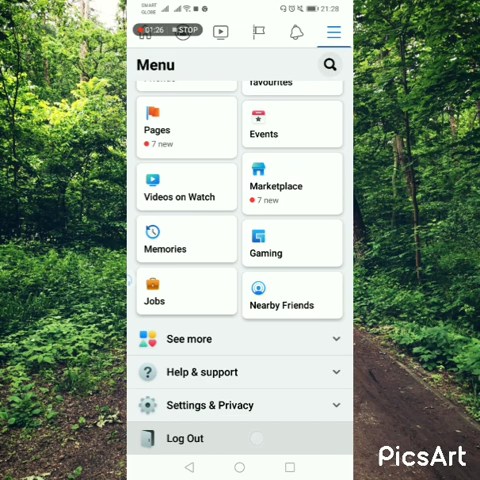 SMART
GLOBE
21:28
01:26 STOP
Menu
favourites
Pages
7 new
Events
Videos on Watch
Marketplace
7 new
Memories
Gaming
Jobs
Nearby Friends
See more
Help & support
Settings & Privacy
Log Out
PicsArt